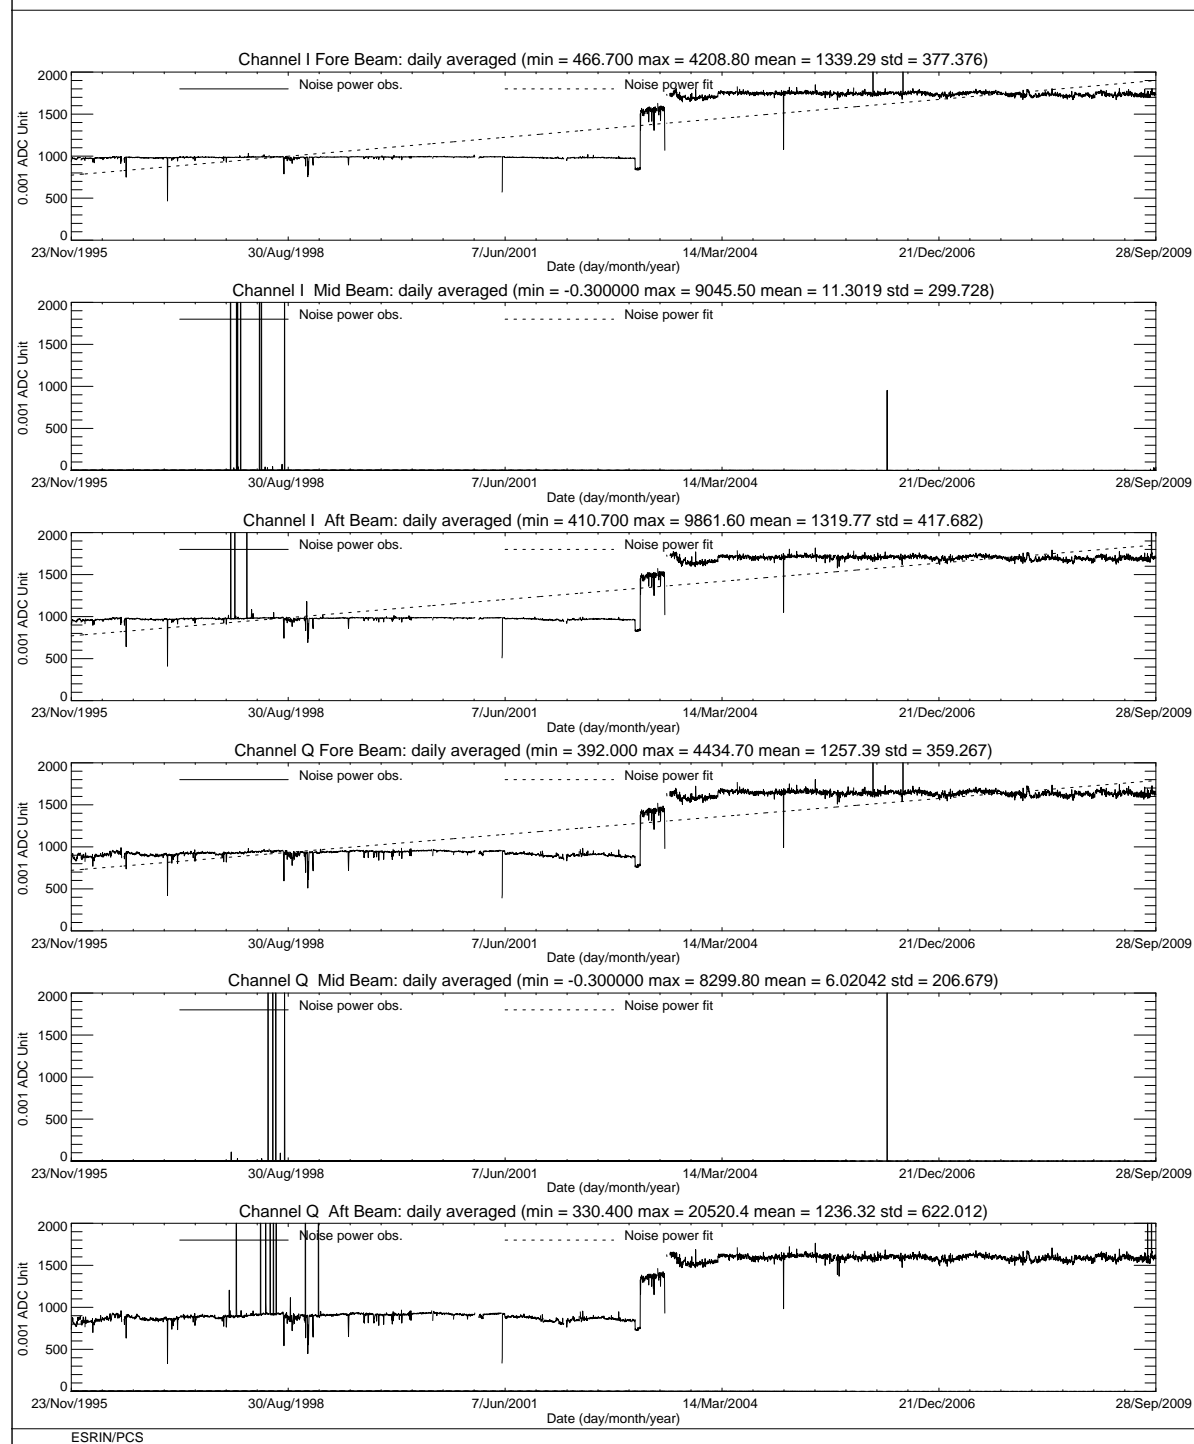 Channel I Fore Beam: daily averaged (min = 466.700 max = 4208.80 mean = 1339.29 std = 377.376)
2000
Noise power obs.
Noise power fit
1500
1000
500
0
0.001 ADC Unit
23/Nov/1995
30/Aug/1998
7/Jun/2001
14/Mar/2004
21/Dec/2006
28/Sep/2009
Date (day/month/year)
Channel I Mid Beam: daily averaged (min = -0.300000 max = 9045.50 mean = 11.3019 std = 299.728)
2000
Noise power obs.
Noise power fit
1500
1000
500
0
0.001 ADC Unit
23/Nov/1995
30/Aug/1998
7/Jun/2001
14/Mar/2004
21/Dec/2006
28/Sep/2009
Date (day/month/year)
Channel I Aft Beam: daily averaged (min = 410.700 max = 9861.60 mean = 1319.77 std = 417.682)
2000
Noise power obs.
Noise power fit
1500
1000
500
0
0.001 ADC Unit
23/Nov/1995
30/Aug/1998
7/Jun/2001
14/Mar/2004
21/Dec/2006
28/Sep/2009
Date (day/month/year)
Channel Q Fore Beam: daily averaged (min = 392.000 max = 4434.70 mean = 1257.39 std = 359.267)
2000
Noise power obs.
Noise power fit
1500
1000
500
0
0.001 ADC Unit
23/Nov/1995
30/Aug/1998
7/Jun/2001
14/Mar/2004
21/Dec/2006
28/Sep/2009
Date (day/month/year)
Channel Q Mid Beam: daily averaged (min = -0.300000 max = 8299.80 mean = 6.02042 std = 206.679)
2000
Noise power obs.
Noise power fit
1500
1000
500
0
0.001 ADC Unit
23/Nov/1995
30/Aug/1998
7/Jun/2001
14/Mar/2004
21/Dec/2006
28/Sep/2009
Date (day/month/year)
Channel Q Aft Beam: daily averaged (min = 330.400 max = 20520.4 mean = 1236.32 std = 622.012)
2000
Noise power obs.
Noise power fit
1500
1000
500
0
0.001 ADC Unit
23/Nov/1995
30/Aug/1998
7/Jun/2001
14/Mar/2004
21/Dec/2006
28/Sep/2009
Date (day/month/year)
ESRIN/PCS